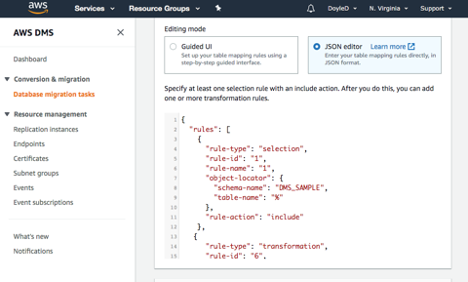 aws
Services
Resource Groups
DoyleD
N. Virginia
Support
AWS DMS
Dashboard
Conversion & migration
Database migration tasks
Resource management
Replication instances
Endpoints
Certificates
Subnet groups
Events
Event subscriptions
What's new
Notifications
Editing mode
Guided UI
Set up your table mapping rules using a
step-by-step guided interface.
JSON editor Learn more
Enter your table mapping rules directly, in
JSON format.
Specify at least one selection rule with an include action. After you do this, you can add
one or more transformation rules.
1 {
2 "rules": [
3 {
4 "rule-type": "selection",
5 "rule-id": "1",
6 "rule-name": "1",
7 "object-locator": {
8 "schema-name": "DMS_SAMPLE",
9 "table-name": "%"
10 },
11 "rule-action": "include"
12 },
13 {
14 "rule-type": "transformation",
15 "rule-id": "6",